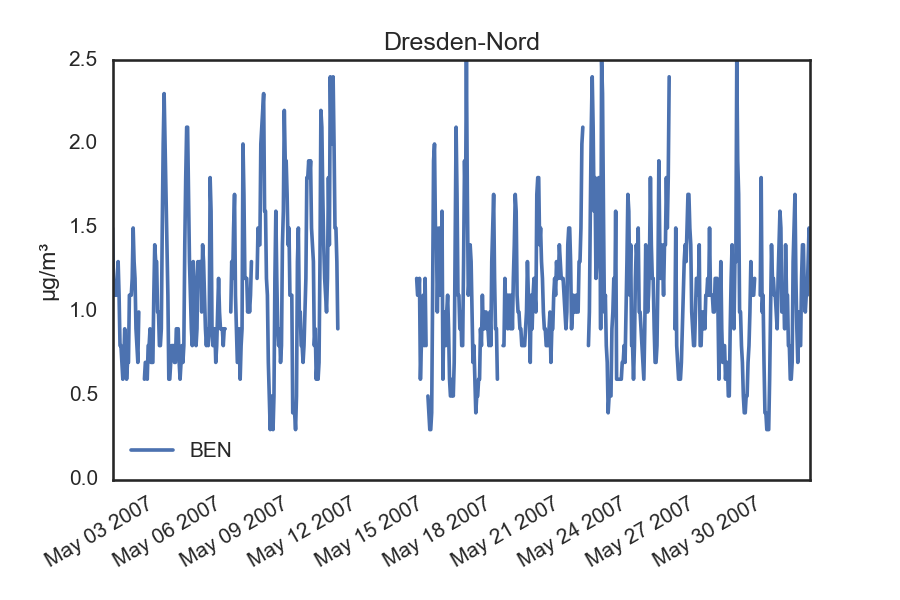 Dresden-Nord
2.5
2.0
1.5
1.0
0.5
0.0
µg/m³
BEN
May 03 2007
May 06 2007
May 09 2007
May 12 2007
May 15 2007
May 18 2007
May 21 2007
May 24 2007
May 27 2007
May 30 2007